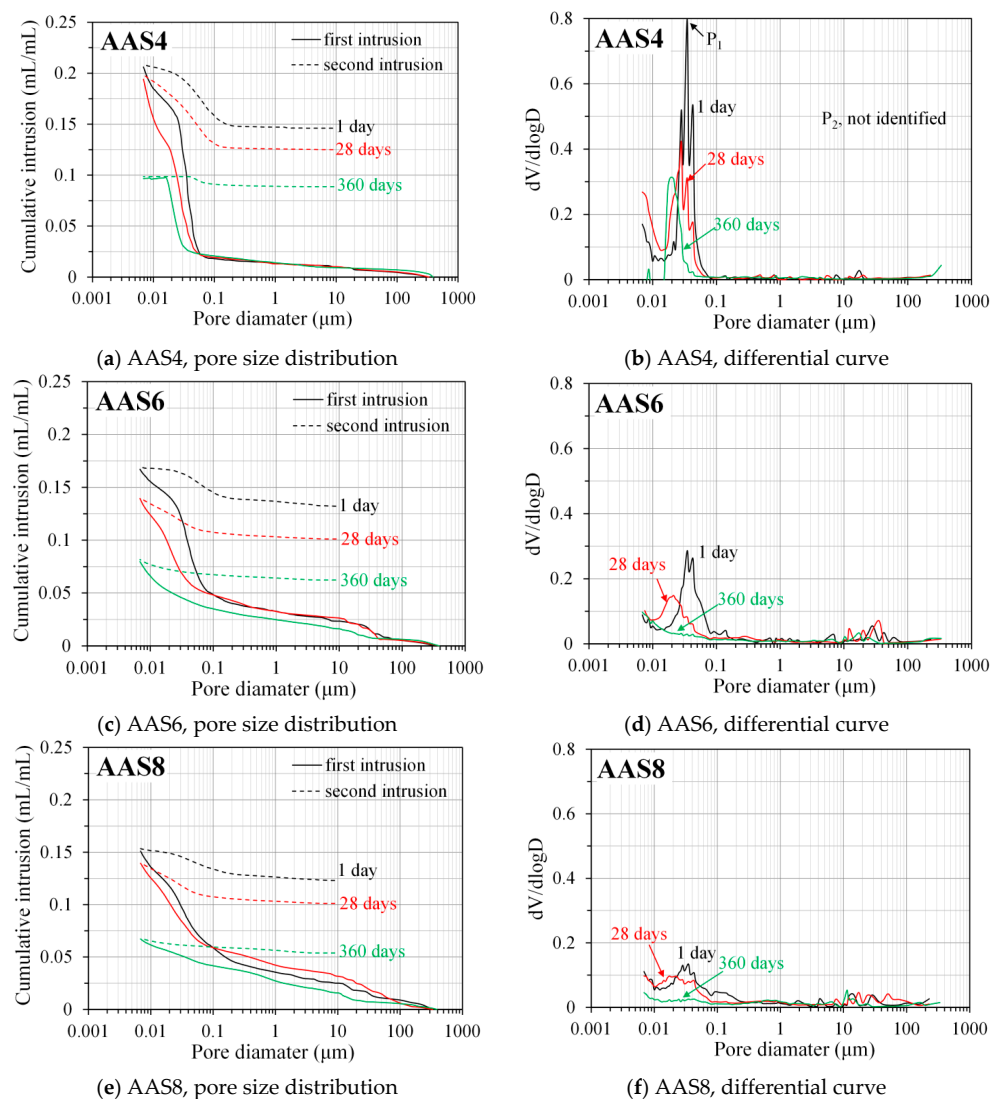 AAS4
first intrusion
second intrusion
1 day
28 days
360 days
Cumulative intrusion (mL/mL)
0.25
0.2
0.15
0.1
0.05
0
0.001 0.01 0.1 1 10 100 1000
Pore diamater (μm)
(a) AAS4, pore size distribution
AAS4
P1
1 day
P2, not identified
28 days
360 days
dV/dlogD
0.8
0.6
0.4
0.2
0
0.001 0.01 0.1 1 10 100 1000
Pore diamater (μm)
(b) AAS4, differential curve
AAS6
first intrusion
second intrusion
1 day
28 days
360 days
Cumulative intrusion (mL/mL)
0.25
0.2
0.15
0.1
0.05
0
0.001 0.01 0.1 1 10 100 1000
Pore diamater (μm)
(c) AAS6, pore size distribution
AAS6
1 day
28 days
360 days
dV/dlogD
0.8
0.6
0.4
0.2
0
0.001 0.01 0.1 1 10 100 1000
Pore diamater (μm)
(d) AAS6, differential curve
AAS8
first intrusion
second intrusion
1 day
28 days
360 days
Cumulative intrusion (mL/mL)
0.25
0.2
0.15
0.1
0.05
0
0.001 0.01 0.1 1 10 100 1000
Pore diamater (μm)
(e) AAS8, pore size distribution
AAS8
28 days
1 day
360 days
dV/dlogD
0.8
0.6
0.4
0.2
0
0.001 0.01 0.1 1 10 100 1000
Pore diamater (μm)
(f) AAS8, differential curve